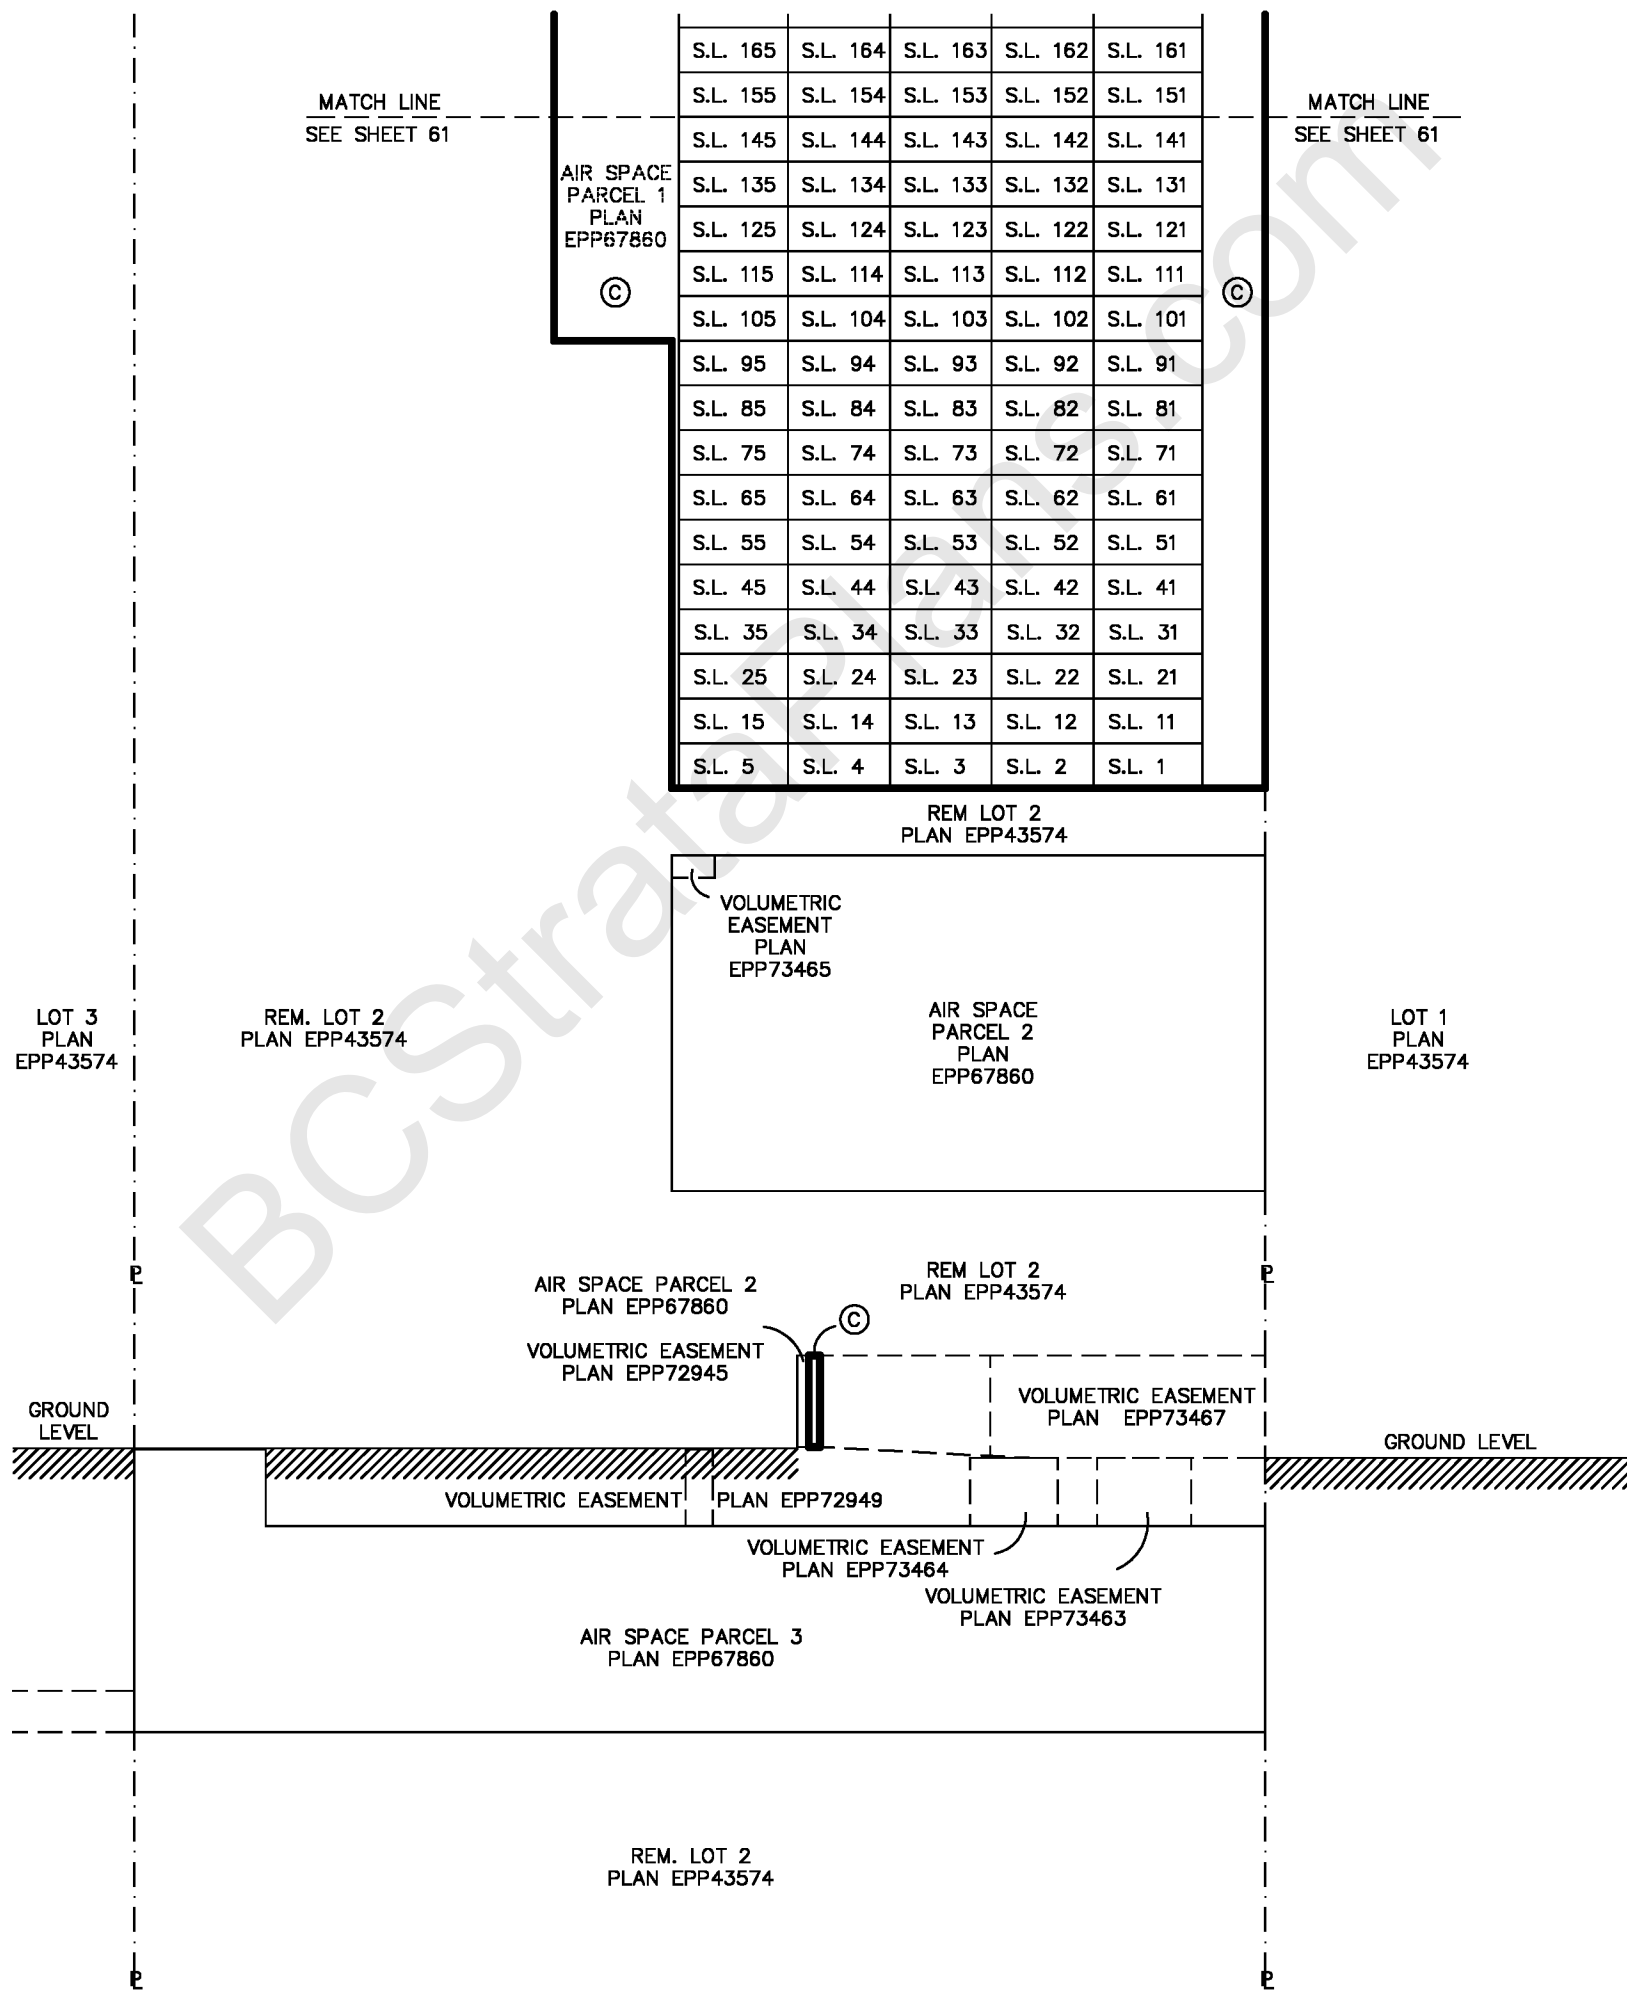 S.L. 165 S.L. 164 S.L. 163 S.L. 162 S.L. 161
S.L. 155 S.L. 154 S.L. 153 S.L. 152 S.L. 151
MATCH LINE
SEE SHEET 61
MATCH LINE
SEE SHEET 61
S.L. 145 S.L. 144 S.L. 143 S.L. 142 S.L. 141
S.L. 135 S.L. 134 S.L. 133 S.L. 132 S.L. 131
S.L. 125 S.L. 124 S.L. 123 S.L. 122 S.L. 121
S.L. 115 S.L. 114 S.L. 113 S.L. 112 S.L. 111
S.L. 105 S.L. 104 S.L. 103 S.L. 102 S.L. 101
S.L. 95 S.L. 94 S.L. 93 S.L. 92 S.L. 91
S.L. 85 S.L. 84 S.L. 83 S.L. 82 S.L. 81
S.L. 75 S.L. 74 S.L. 73 S.L. 72 S.L. 71
S.L. 65 S.L. 64 S.L. 63 S.L. 62 S.L. 61
S.L. 55 S.L. 54 S.L. 53 S.L. 52 S.L. 51
S.L. 45 S.L. 44 S.L. 43 S.L. 42 S.L. 41
S.L. 35 S.L. 34 S.L. 33 S.L. 32 S.L. 31
S.L. 25 S.L. 24 S.L. 23 S.L. 22 S.L. 21
S.L. 15 S.L. 14 S.L. 13 S.L. 12 S.L. 11
S.L. 5 S.L. 4 S.L. 3 S.L. 2 S.L. 1
AIR SPACE
PARCEL 1
PLAN
EPP67860
C
C
REM LOT 2
PLAN EPP43574
VOLUMETRIC
EASEMENT
PLAN
EPP73465
LOT 3
PLAN
EPP43574
REM. LOT 2
PLAN EPP43574
AIR SPACE
PARCEL 2
PLAN
EPP67860
LOT 1
PLAN
EPP43574
PL
PL
AIR SPACE PARCEL 2
PLAN EPP67860
REM LOT 2
PLAN EPP43574
C
VOLUMETRIC EASEMENT
PLAN EPP72945
VOLUMETRIC EASEMENT
PLAN EPP73467
GROUND
LEVEL
GROUND LEVEL
VOLUMETRIC EASEMENT PLAN EPP72949
VOLUMETRIC EASEMENT
PLAN EPP73464
VOLUMETRIC EASEMENT
PLAN EPP73463
AIR SPACE PARCEL 3
PLAN EPP67860
REM. LOT 2
PLAN EPP43574
PL
PL
BCStrataPlans.com